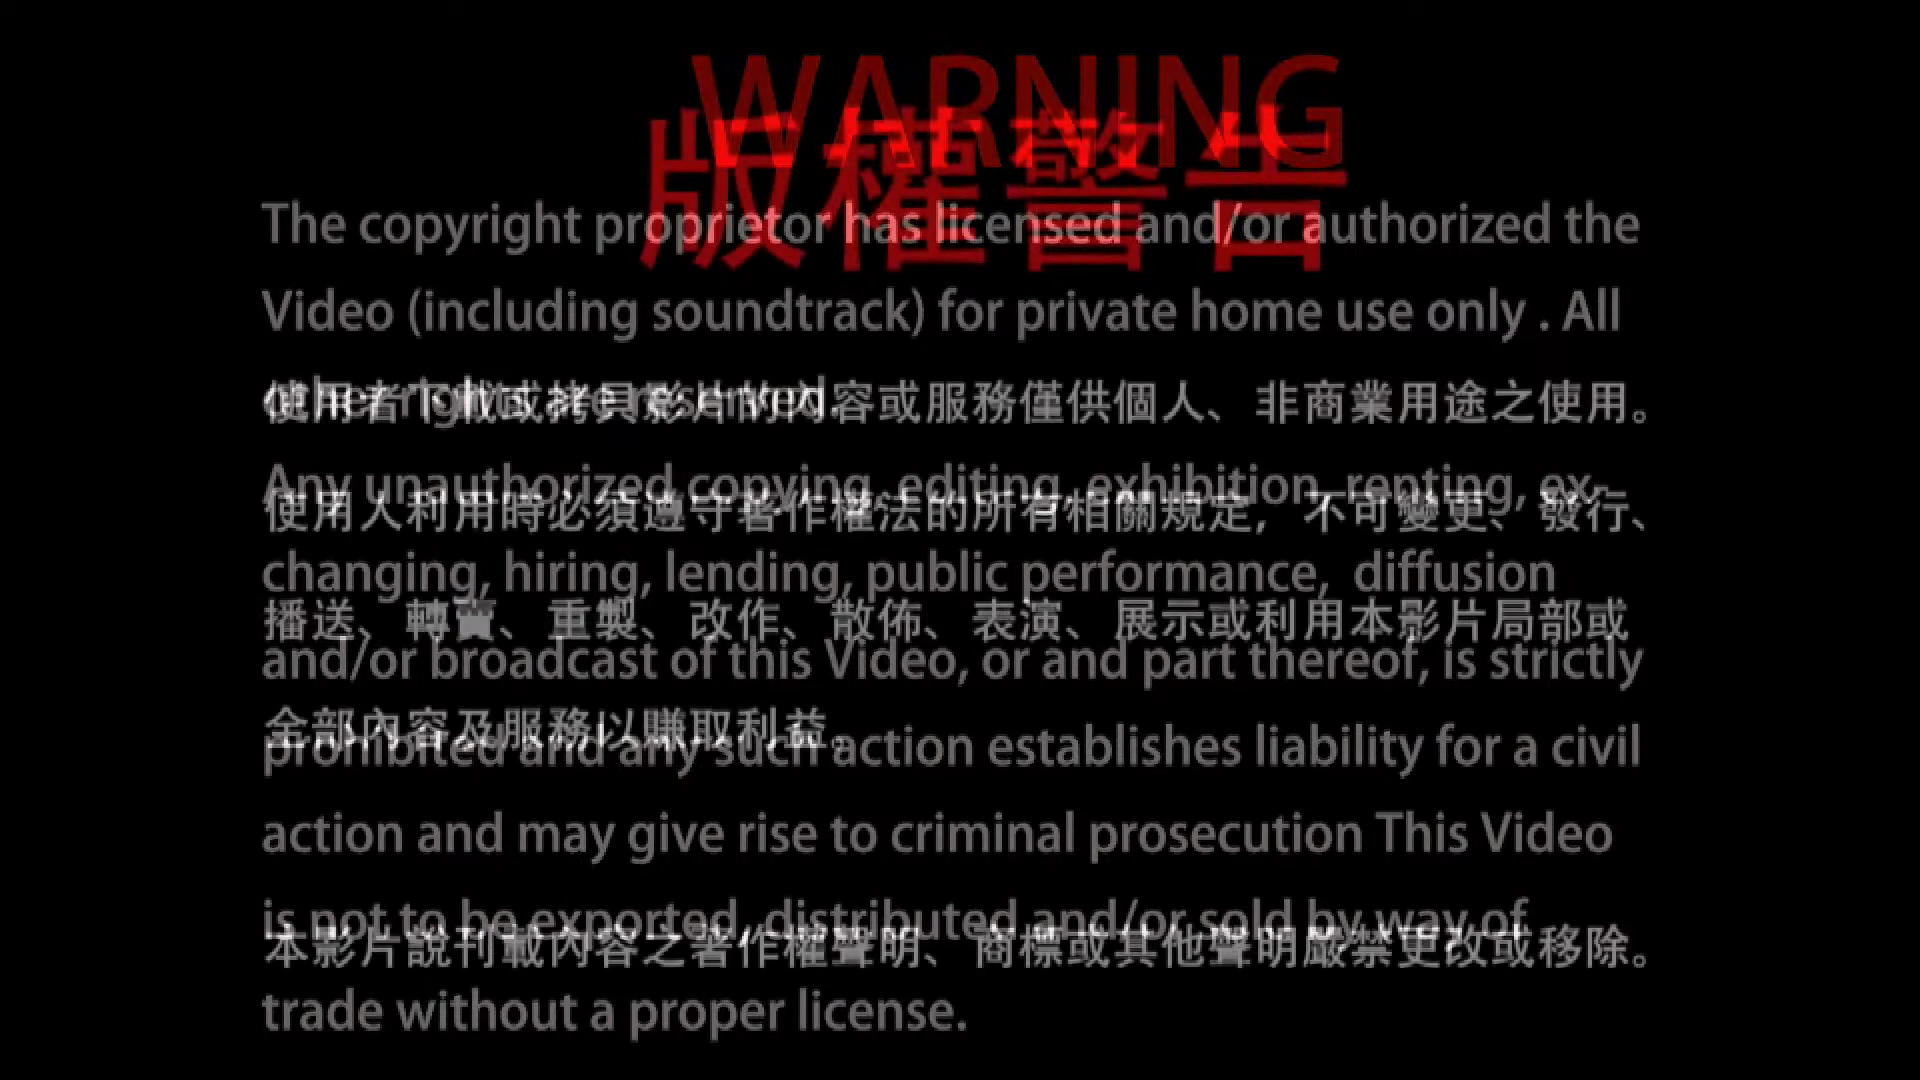 WARNING
版權警告
The copyright proprietor has licensed and/or authorized the
Video (including soundtrack) for private home use only . All
other rights are reserved.
使用者下載或拷貝影片的內容或服務僅供個人、非商業用途之使用。
Any unauthorized copying, editing, exhibition, renting, ex-
使用人利用時必須遵守著作權法的所有相關規定, 不可變更、發行、
changing, hiring, lending, public performance, diffusion
播送、轉賣、重製、改作、散佈、表演、展示或利用本影片局部或
and/or broadcast of this Video, or and part thereof, is strictly
全部內容及服務以賺取利益。
prohibited and any such action establishes liability for a civil
action and may give rise to criminal prosecution This Video
is not to be exported, distributed and/or sold by way of
本影片說刊載內容之著作權聲明、商標或其他聲明嚴禁更改或移除。
trade without a proper license.